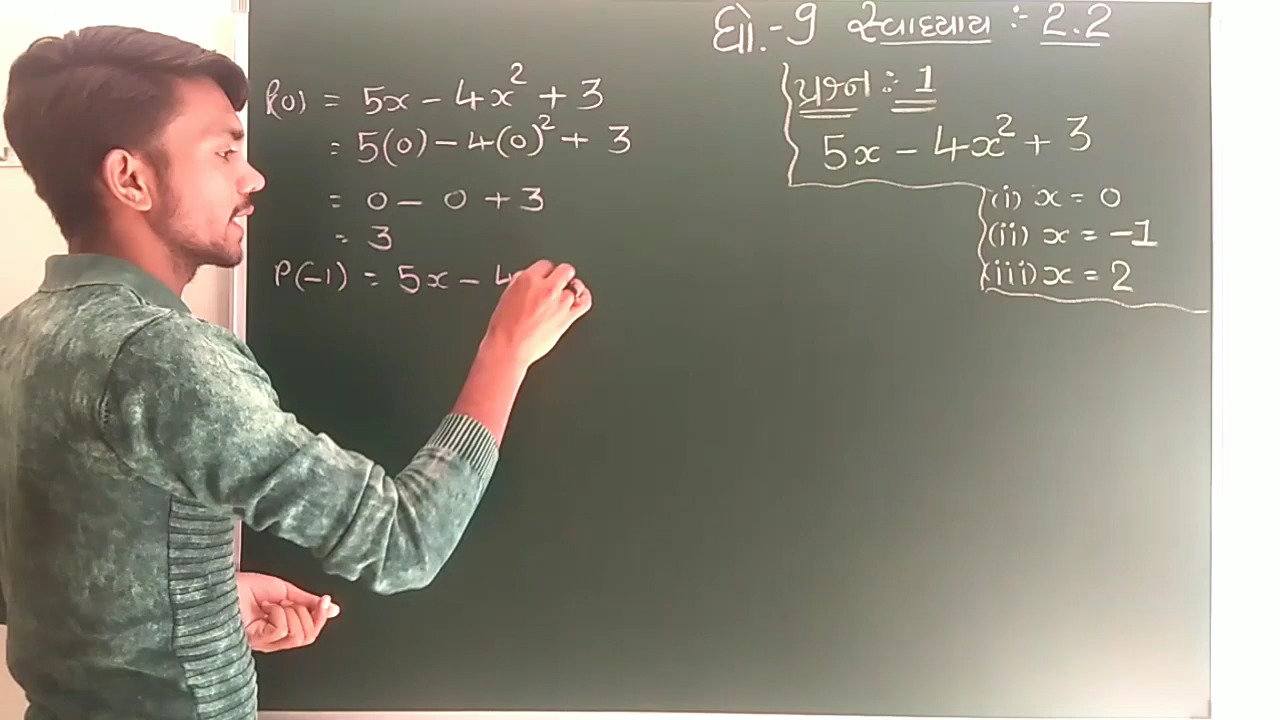 ધો.-9 સ્વાધ્યાય :- 2.2
પ્રશ્ન : 1
5x - 4x² + 3
(i) x = 0
(ii) x = -1
(iii) x = 2
P(0) = 5x - 4x² + 3
= 5(0) - 4(0)² + 3
= 0 - 0 + 3
= 3
P(-1) = 5x - 4